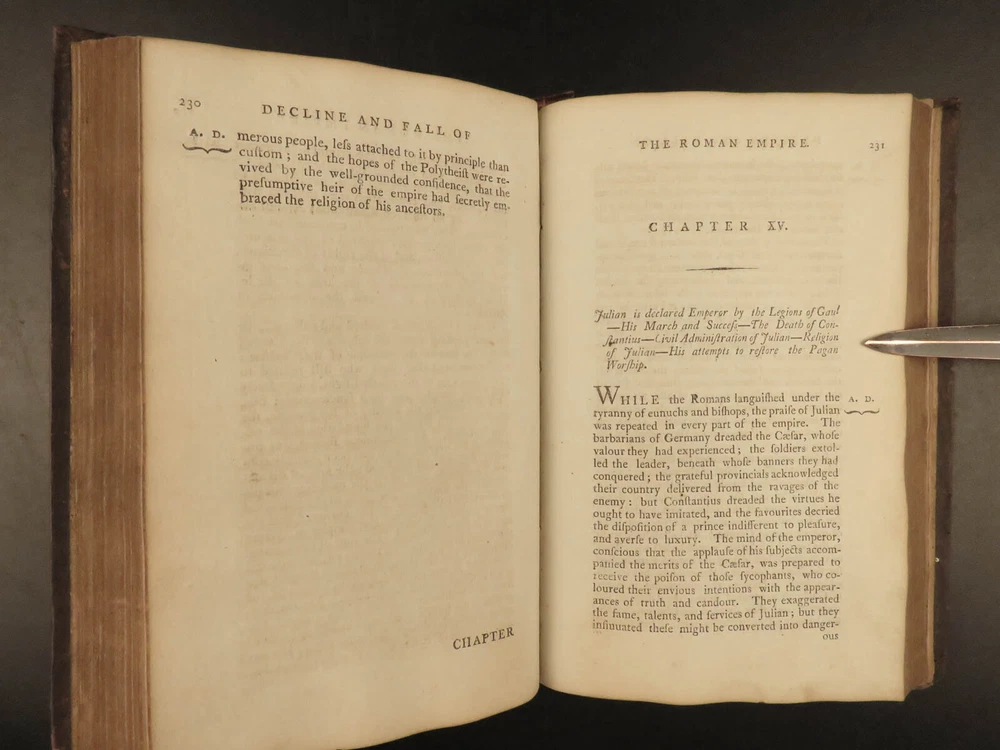 230
DECLINE AND FALL OF
A. D.
merous people, leſs attached to it by principle than
cuſtom; and the hopes of the Polytheiſt were re-
vived by the well-grounded confidence, that the
preſumptive heir of the empire had ſecretly em-
braced the religion of his anceſtors.
CHAPTER
THE ROMAN EMPIRE.
231
CHAPTER XV.
Julian is declared Emperor by the Legions of Gaul
—His March and Succeſs—The Death of Con-
ſtantius—Civil Adminiſtration of Julian—Religion
of Julian—His attempts to reſtore the Pagan
Worſhip.
WHILE the Romans languiſhed under the
A. D.
tyranny of eunuchs and biſhops, the praiſe of Julian
was repeated in every part of the empire. The
barbarians of Germany dreaded the Cæſar, whoſe
valour they had experienced; the ſoldiers extol-
led the leader, beneath whoſe banners they had
conquered; the grateful provincials acknowledged
their country delivered from the ravages of the
enemy: but Conſtantius dreaded the virtues he
ought to have imitated, and the favourites decried
the diſpoſition of a prince indifferent to pleaſure,
and averſe to luxury. The mind of the emperor,
conſcious that the applauſe of his ſubjects accom-
panied the merits of the Cæſar, was prepared to
receive the poiſon of thoſe ſycophants, who co-
loured their envious intentions with the appear-
ances of truth and candour. They exaggerated
the fame, talents, and ſervices of Julian; but they
inſinuated theſe might be converted into danger-
ous